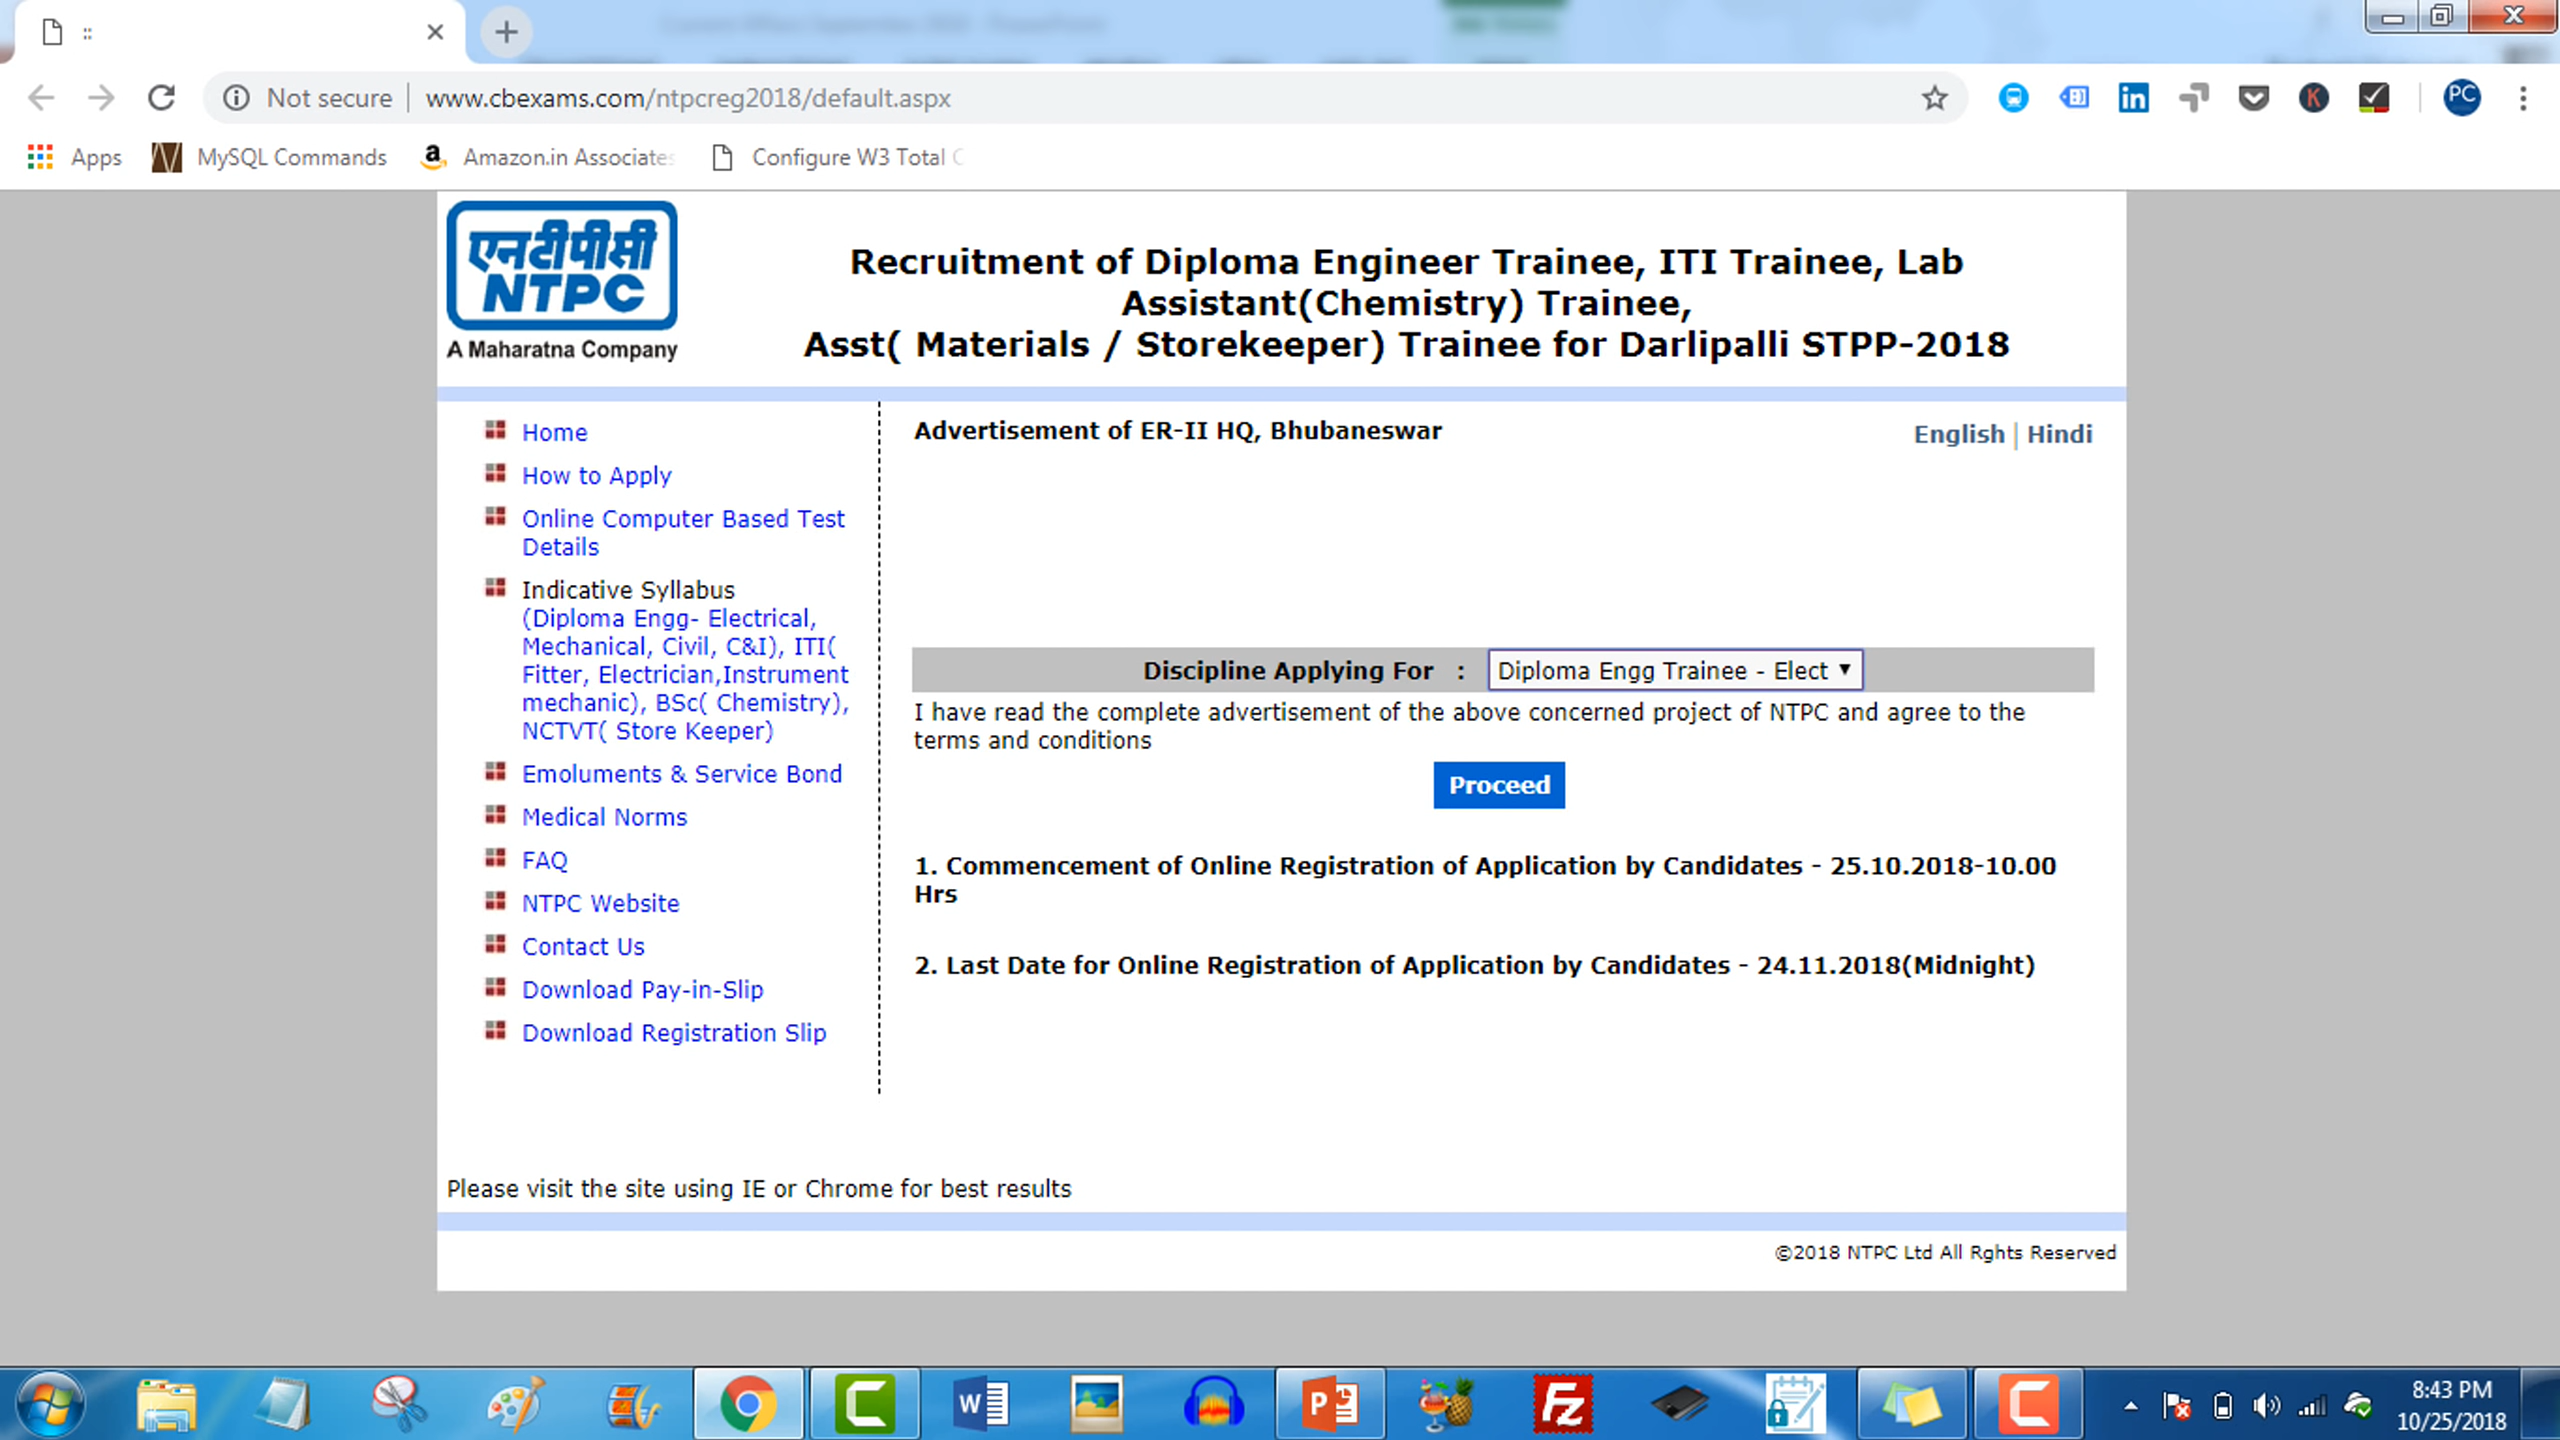 ::
Not secure
www.cbexams.com/ntpcreg2018/default.aspx
PC
Apps
MySQL Commands
Amazon.in Associates
Configure W3 Total C
एनटीपीसी
NTPC
A Maharatna Company
Recruitment of Diploma Engineer Trainee, ITI Trainee, Lab
Assistant(Chemistry) Trainee,
Asst( Materials / Storekeeper) Trainee for Darlipalli STPP-2018
Home
How to Apply
Online Computer Based Test
Details
Indicative Syllabus
(Diploma Engg- Electrical,
Mechanical, Civil, C&I), ITI(
Fitter, Electrician,Instrument
mechanic), BSc( Chemistry),
NCTVT( Store Keeper)
Emoluments & Service Bond
Medical Norms
FAQ
NTPC Website
Contact Us
Download Pay-in-Slip
Download Registration Slip
Advertisement of ER-II HQ, Bhubaneswar
English | Hindi
Discipline Applying For :
Diploma Engg Trainee - Elect
I have read the complete advertisement of the above concerned project of NTPC and agree to the
terms and conditions
Proceed
1. Commencement of Online Registration of Application by Candidates - 25.10.2018-10.00
Hrs
2. Last Date for Online Registration of Application by Candidates - 24.11.2018(Midnight)
Please visit the site using IE or Chrome for best results
©2018 NTPC Ltd All Rghts Reserved
8:43 PM
10/25/2018